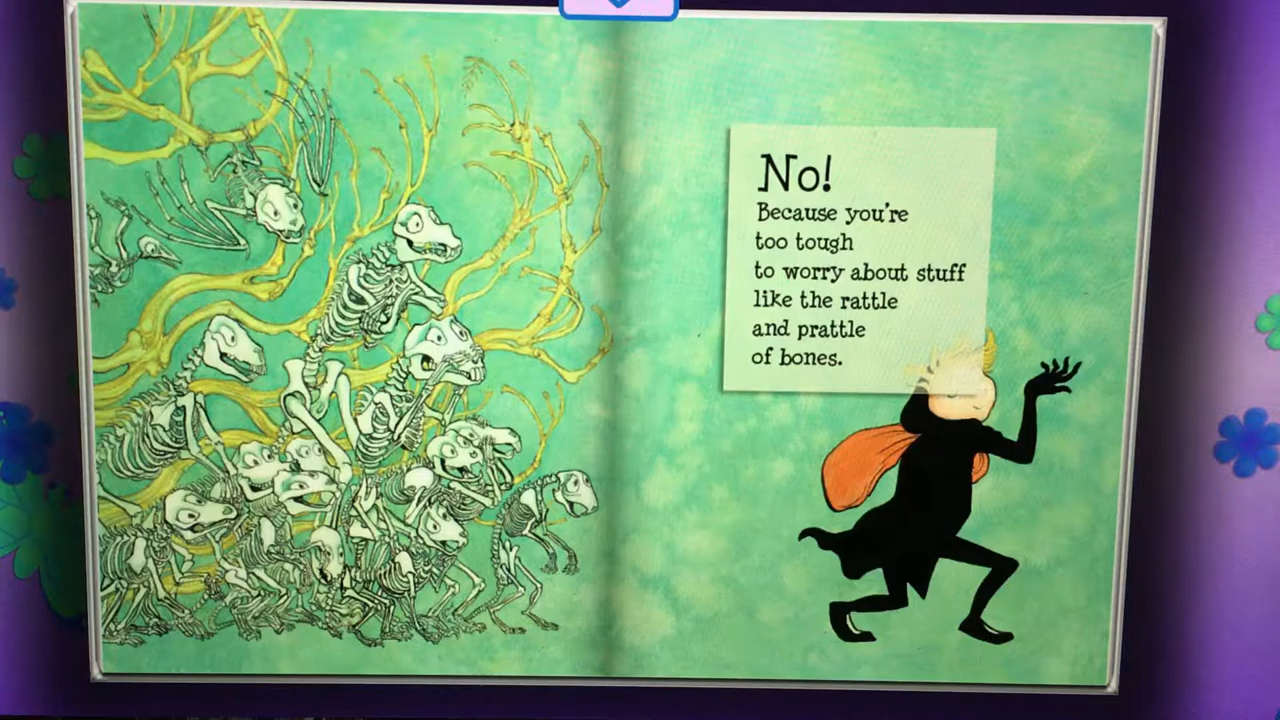 No!
Because you're
too tough
to worry about stuff
like the rattle
and prattle
of bones.